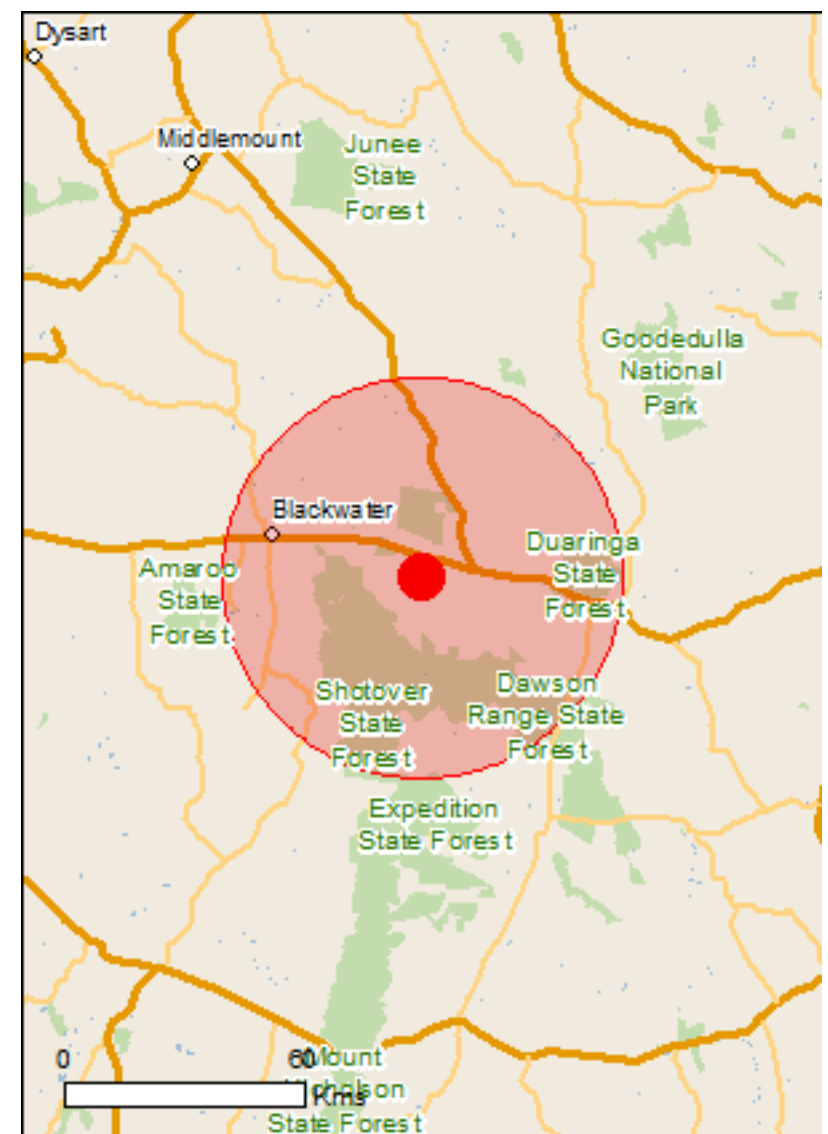 Dysart
Middlemount
Junee
State
Forest
Goodedulla
National
Park
Blackwater
Duaringa
State
Forest
Amaroo
State
Forest
Shotover
State
Forest
Dawson
Range State
Forest
Expedition
State Forest
0
60
Mount
Nicholson
Kms
State Forest